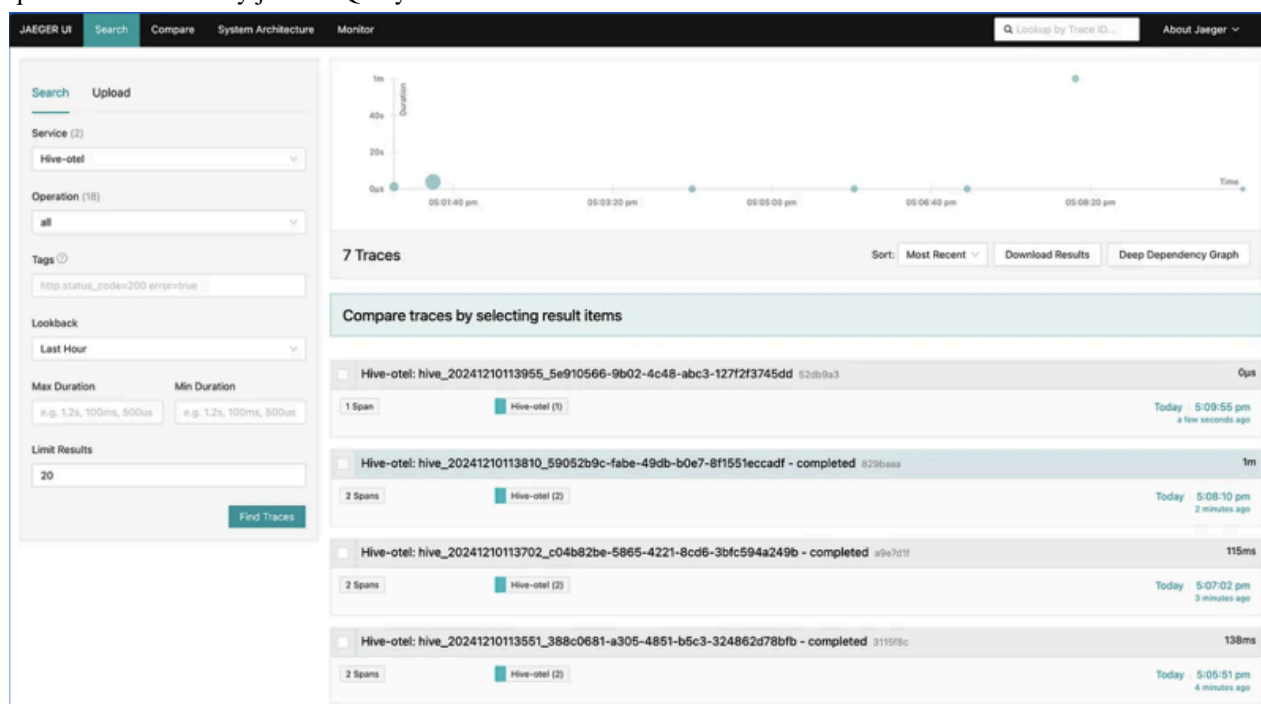 JAEGER UI Search Compare System Architecture Monitor Lookup by Trace ID... About Jaeger
Search Upload
Service (2)
Hive-otel
Operation (18)
all
Tags
http.status_code=200 error=true
Lookback
Last Hour
Max Duration Min Duration
e.g. 1.2s, 100ms, 500us e.g. 1.2s, 100ms, 500us
Limit Results
20
Find Traces
Duration
1m
40s
20s
0μs
05:01:40 pm 05:03:20 pm 05:05:00 pm 05:06:40 pm 05:08:20 pm
Time
7 Traces Sort: Most Recent Download Results Deep Dependency Graph
Compare traces by selecting result items
Hive-otel: hive_20241210113955_5e910566-9b02-4c48-abc3-127f2f3745dd 52db9a3 0μs
1 Span Hive-otel (1) Today 5:09:55 pm
a few seconds ago
Hive-otel: hive_20241210113810_59052b9c-fabe-49db-b0e7-8f1551eccadf - completed 829baaa 1m
2 Spans Hive-otel (2) Today 5:08:10 pm
2 minutes ago
Hive-otel: hive_20241210113702_c04b82be-5865-4221-8cd6-3bfc594a249b - completed a9e7d1f 115ms
2 Spans Hive-otel (2) Today 5:07:02 pm
3 minutes ago
Hive-otel: hive_20241210113551_388c0681-a305-4851-b5c3-324862d78bfb - completed 3115f8c 138ms
2 Spans Hive-otel (2) Today 5:05:51 pm
4 minutes ago